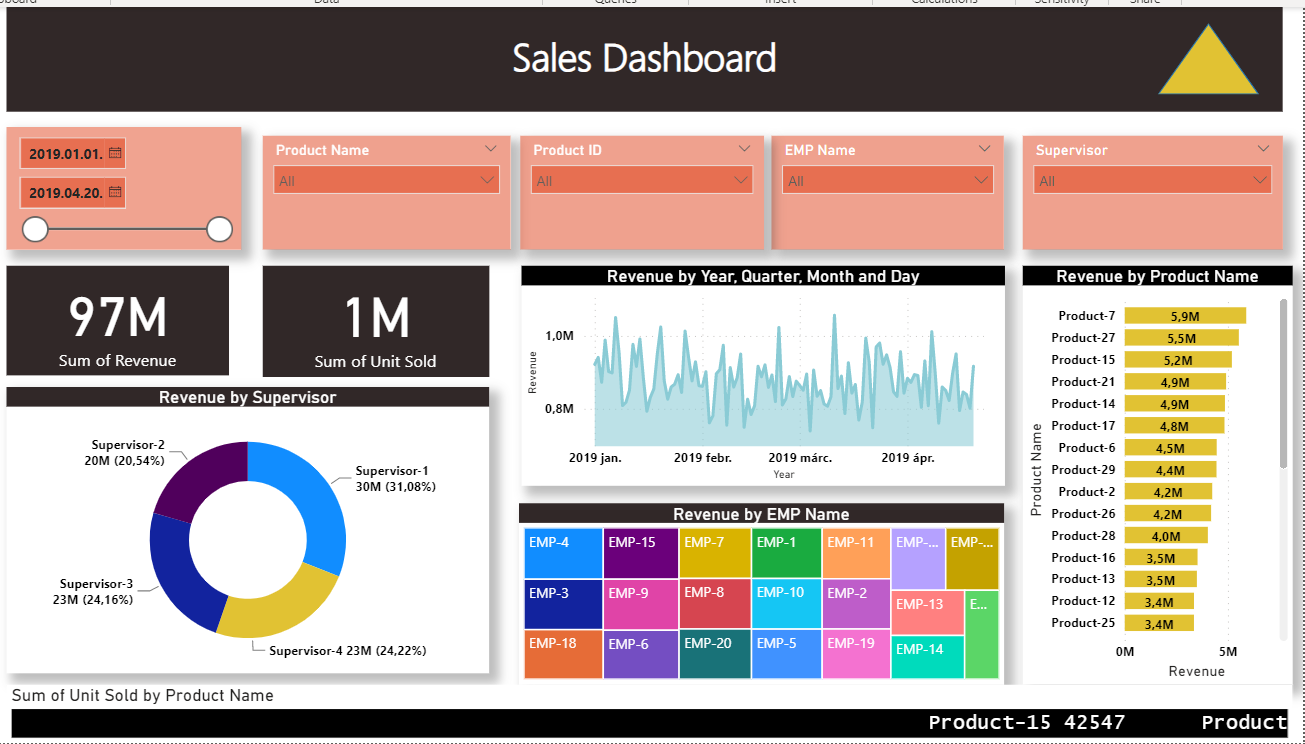 Data
Queries
Insert
Calculations
Sensitivity
Share
Sales Dashboard
2019.01.01.
2019.04.20.
Product Name
All
Product ID
All
EMP Name
All
Supervisor
All
97M
Sum of Revenue
1M
Sum of Unit Sold
Revenue by Supervisor
Supervisor-2
20M (20,54%)
Supervisor-1
30M (31,08%)
Supervisor-3
23M (24,16%)
Supervisor-4 23M (24,22%)
Revenue by Year, Quarter, Month and Day
Revenue
1,0M
0,8M
2019 jan.
2019 febr.
2019 márc.
2019 ápr.
Year
Revenue by EMP Name
EMP-4
EMP-15
EMP-7
EMP-1
EMP-11
EMP-...
EMP-...
EMP-3
EMP-9
EMP-8
EMP-10
EMP-2
EMP-13
E...
EMP-18
EMP-6
EMP-20
EMP-5
EMP-19
EMP-14
Revenue by Product Name
Product Name
Product-7 5,9M
Product-27 5,5M
Product-15 5,2M
Product-21 4,9M
Product-14 4,9M
Product-17 4,8M
Product-6 4,5M
Product-29 4,4M
Product-2 4,2M
Product-26 4,2M
Product-28 4,0M
Product-16 3,5M
Product-13 3,5M
Product-12 3,4M
Product-25 3,4M
0M
5M
Revenue
Sum of Unit Sold by Product Name
Product-15 42547 Product